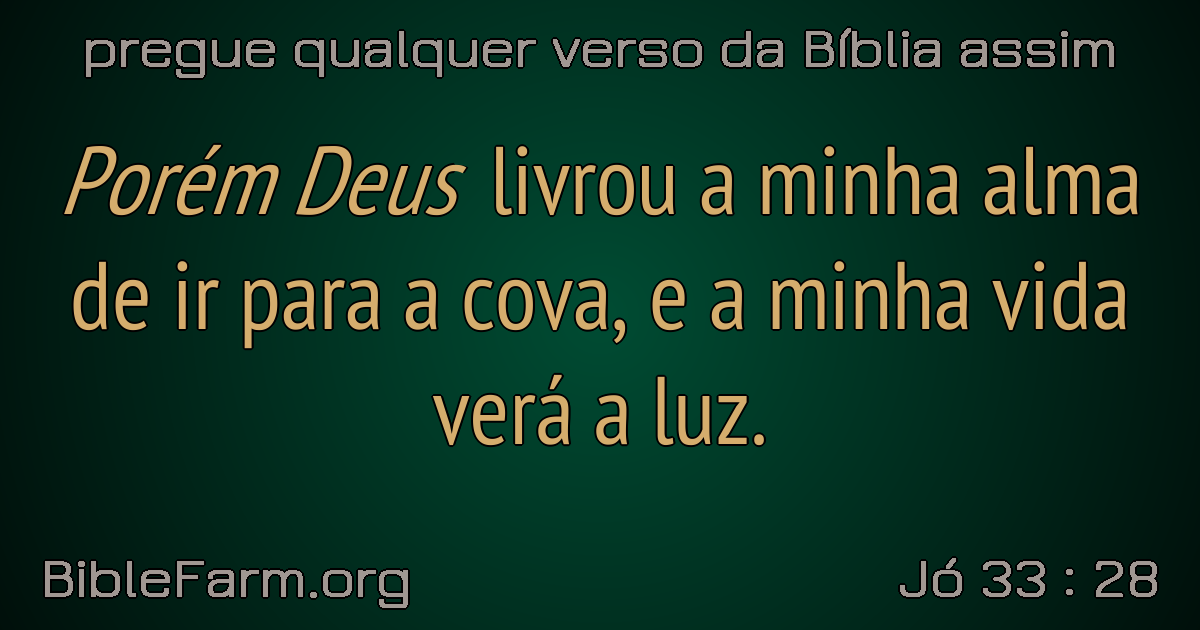 pregue qualquer verso da Bíblia assim
Porém Deus livrou a minha alma
de ir para a cova, e a minha vida
verá a luz.
BibleFarm.org
Jó 33 : 28